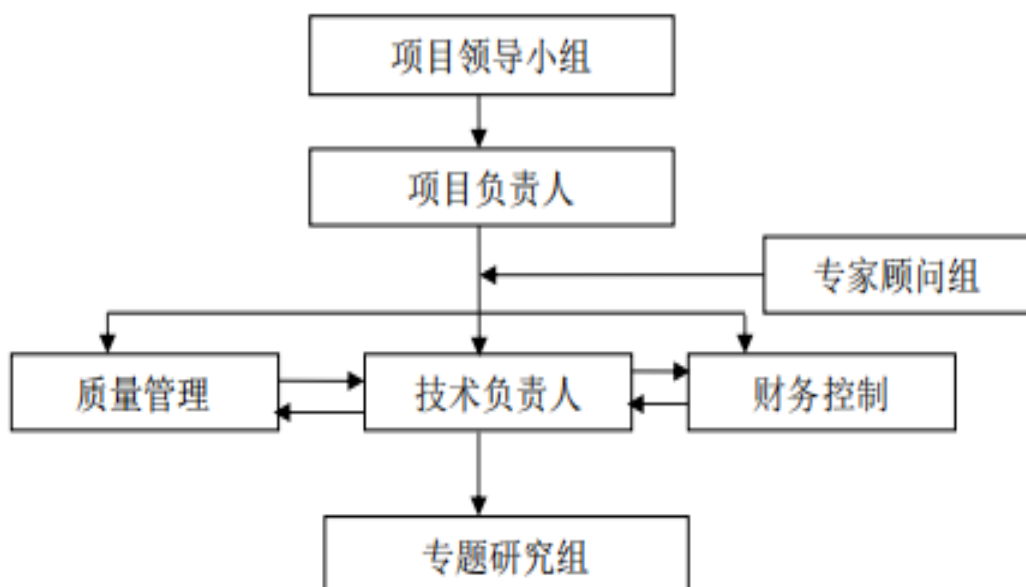 项目领导小组
项目负责人
专家顾问组
质量管理
技术负责人
财务控制
专题研究组